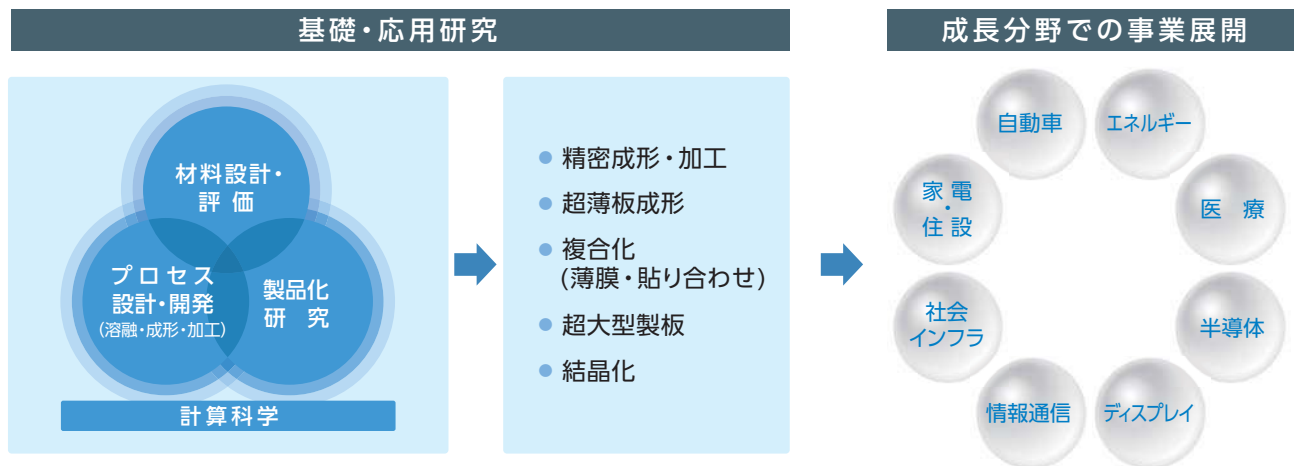 基礎・応用研究
成長分野での事業展開
材料設計・
評価
プロセス
設計・開発
(溶融・成形・加工)
製品化
研究
計算科学
精密成形・加工
超薄板成形
複合化
(薄膜・貼り合わせ)
超大型製板
結晶化
自動車
エネルギー
家電
・
住設
医療
社会
インフラ
半導体
情報通信
ディスプレイ